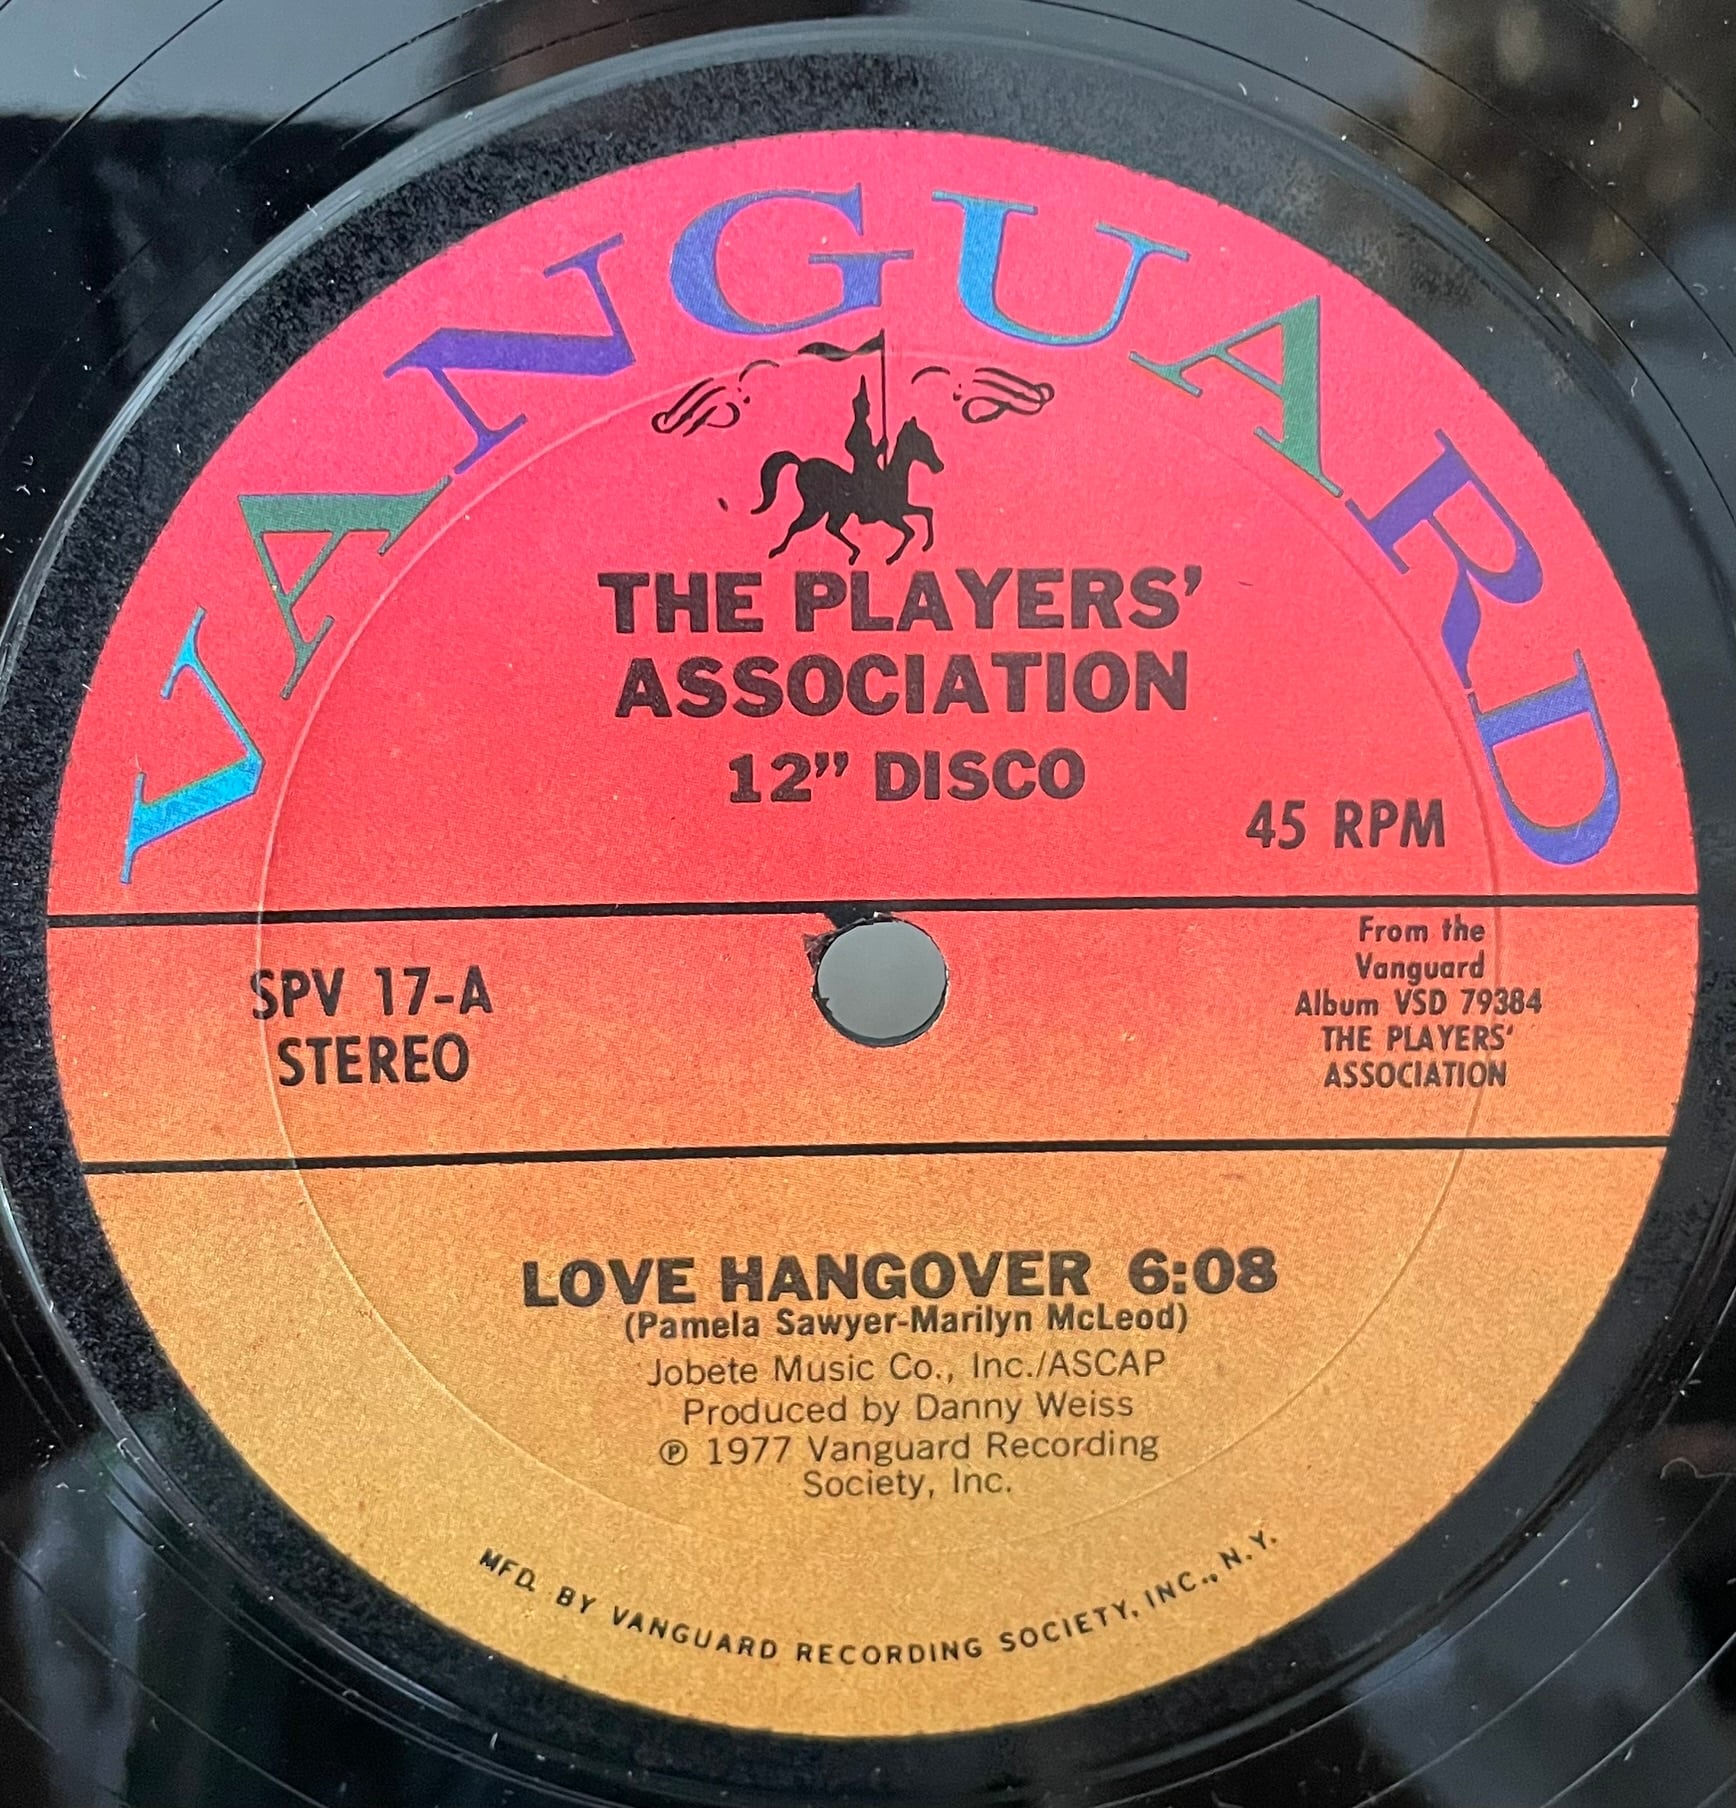 VANGUARD
THE PLAYERS'
ASSOCIATION
12" DISCO
45 RPM
SPV 17-A
STEREO
From the
Vanguard
Album VSD 79384
THE PLAYERS'
ASSOCIATION
LOVE HANGOVER 6:08
(Pamela Sawyer-Marilyn McLeod)
Jobete Music Co., Inc./ASCAP
Produced by Danny Weiss
℗ 1977 Vanguard Recording
Society, Inc.
MFD. BY VANGUARD RECORDING SOCIETY, INC., N.Y.